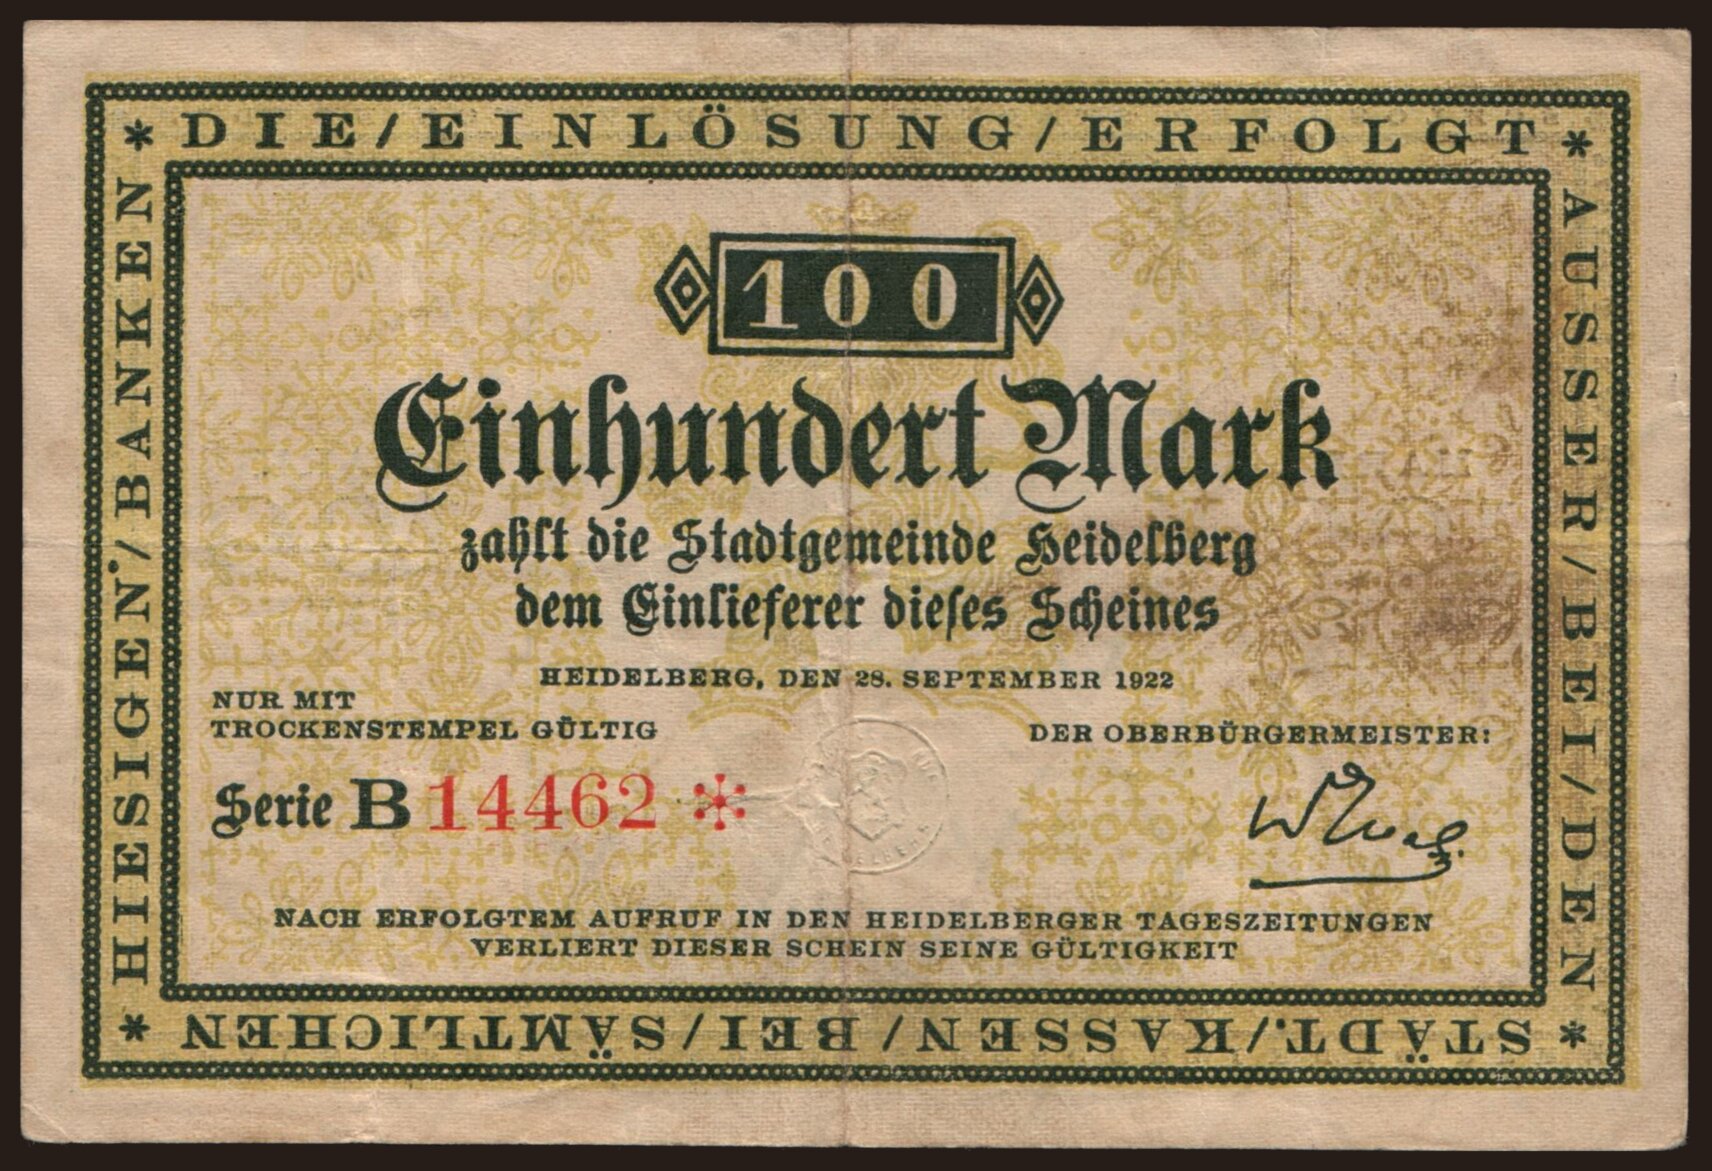 * DIE / EINLÖSUNG / ERFOLGT *
AUSSER / BEI / DEN
* STÄDT. / KASSEN / BEI / SÄMTLICHEN *
HIESIGEN / BANKEN
100
Einhundert Mark
zahlt die Stadtgemeinde Heidelberg
dem Einlieferer dieses Scheines
HEIDELBERG, DEN 28. SEPTEMBER 1922
NUR MIT
TROCKENSTEMPEL GÜLTIG
DER OBERBÜRGERMEISTER:
Serie B 14462 *
NACH ERFOLGTEM AUFRUF IN DEN HEIDELBERGER TAGESZEITUNGEN
VERLIERT DIESER SCHEIN SEINE GÜLTIGKEIT